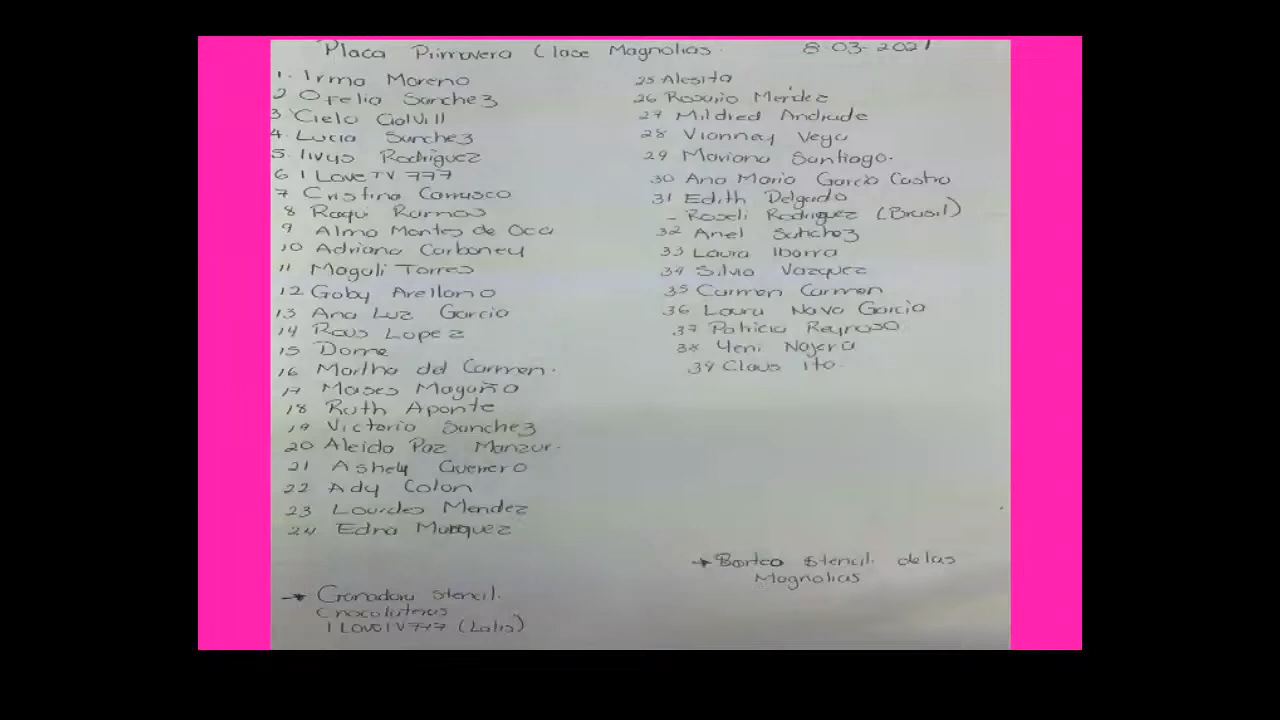 Placa Primavera Clase Magnolias.
8-03-2021
1. Irma Moreno
2 Ofelia Sanchez
3 Cielo GalVill
4. Lucia Sanchez
5. Ilvys Rodriguez
6 I Love TV 777
7 Cristina Carrasco
8 Raqui Ramos
9 Alma Montes de Oca
10 Adriana Carboney
11 Magali Torres
12 Gaby Arellano
13 Ana Luz Garcia
14 Rous Lopez
15 Dome
16 Martha del Carmen.
17 Moises Magaña
18 Ruth Aponte
19 Victoria Sanchez
20 Aleida Paz Manzur.
21 Ashely Guerrero
22 Ady Colon
23 Lourdes Mendez
24 Edna Marquez
→ Ganadora stencil.
Chocolateras
I LoveTV777 (Lalis)
25 Alesita
26 Rosario Mendez
27 Mildred Andrade
28 Vianney Vega
29 Mariana Santiago.
30 Ana Maria Garcia Castro
31 Edith Delgado
- Roseli Rodriguez (Brasil)
32 Anel Sanchez
33 Laura Ibarra
34 Silvia Vazquez
35 Carmen Carmen
36 Laura Nava Garcia
37 Patricia Reynoso
38 Yeni Najera
39 Claus Ito.
→ Sorteo stencil. de las
Magnolias